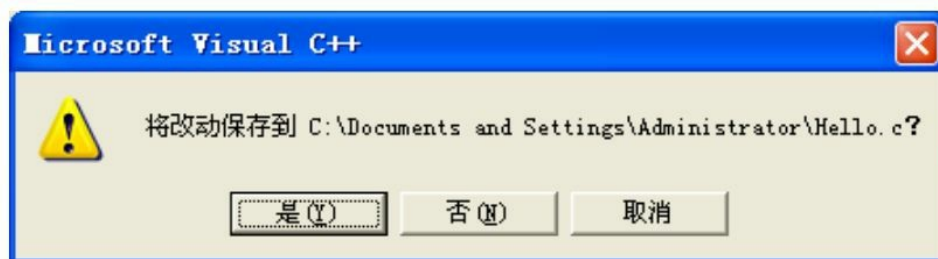 Microsoft Visual C++
将改动保存到 C:\Documents and Settings\Administrator\Hello.c?
是(Y) 否(N) 取消